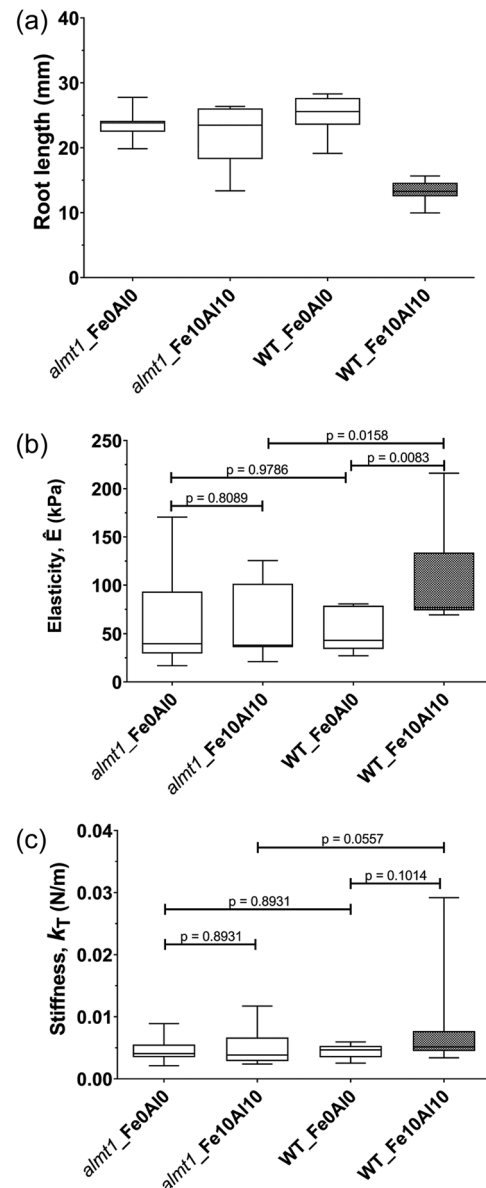 (a)
Root length (mm)
40
30
20
10
0
almt1_Fe0Al0
almt1_Fe10Al10
WT_Fe0Al0
WT_Fe10Al10
(b)
Elasticity, Ê (kPa)
250
200
150
100
50
0
p = 0.0158
p = 0.9786
p = 0.0083
p = 0.8089
almt1_Fe0Al0
almt1_Fe10Al10
WT_Fe0Al0
WT_Fe10Al10
(c)
Stiffness, kT (N/m)
0.04
0.03
0.02
0.01
0.00
p = 0.0557
p = 0.1014
p = 0.8931
p = 0.8931
almt1_Fe0Al0
almt1_Fe10Al10
WT_Fe0Al0
WT_Fe10Al10